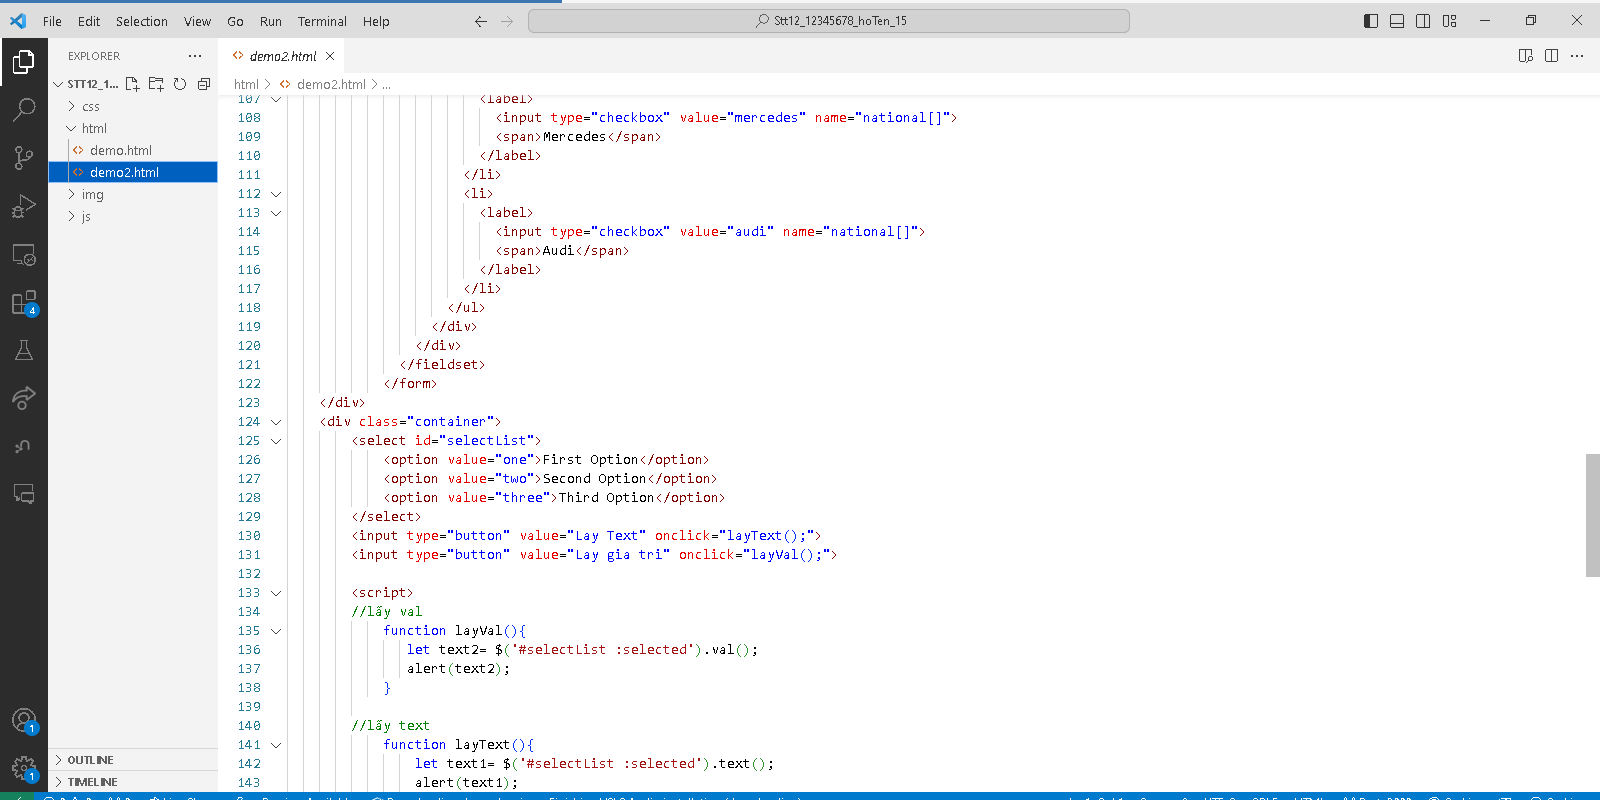 File Edit Selection View Go Run Terminal Help
Stt12_12345678_hoTen_15
EXPLORER
STT12_1...
css
html
demo.html
demo2.html
img
js
OUTLINE
TIMELINE
4
1
1
demo2.html
html > demo2.html > ...
107 <label>
108 <input type="checkbox" value="mercedes" name="national[]">
109 <span>Mercedes</span>
110 </label>
111 </li>
112 <li>
113 <label>
114 <input type="checkbox" value="audi" name="national[]">
115 <span>Audi</span>
116 </label>
117 </li>
118 </ul>
119 </div>
120 </div>
121 </fieldset>
122 </form>
123 </div>
124 <div class="container">
125 <select id="selectList">
126 <option value="one">First Option</option>
127 <option value="two">Second Option</option>
128 <option value="three">Third Option</option>
129 </select>
130 <input type="button" value="Lay Text" onclick="layText();">
131 <input type="button" value="Lay gia tri" onclick="layVal();">
132
133 <script>
134 //lấy val
135 function layVal(){
136 let text2= $('#selectList :selected').val();
137 alert(text2);
138 }
139
140 //lấy text
141 function layText(){
142 let text1= $('#selectList :selected').text();
143 alert(text1);